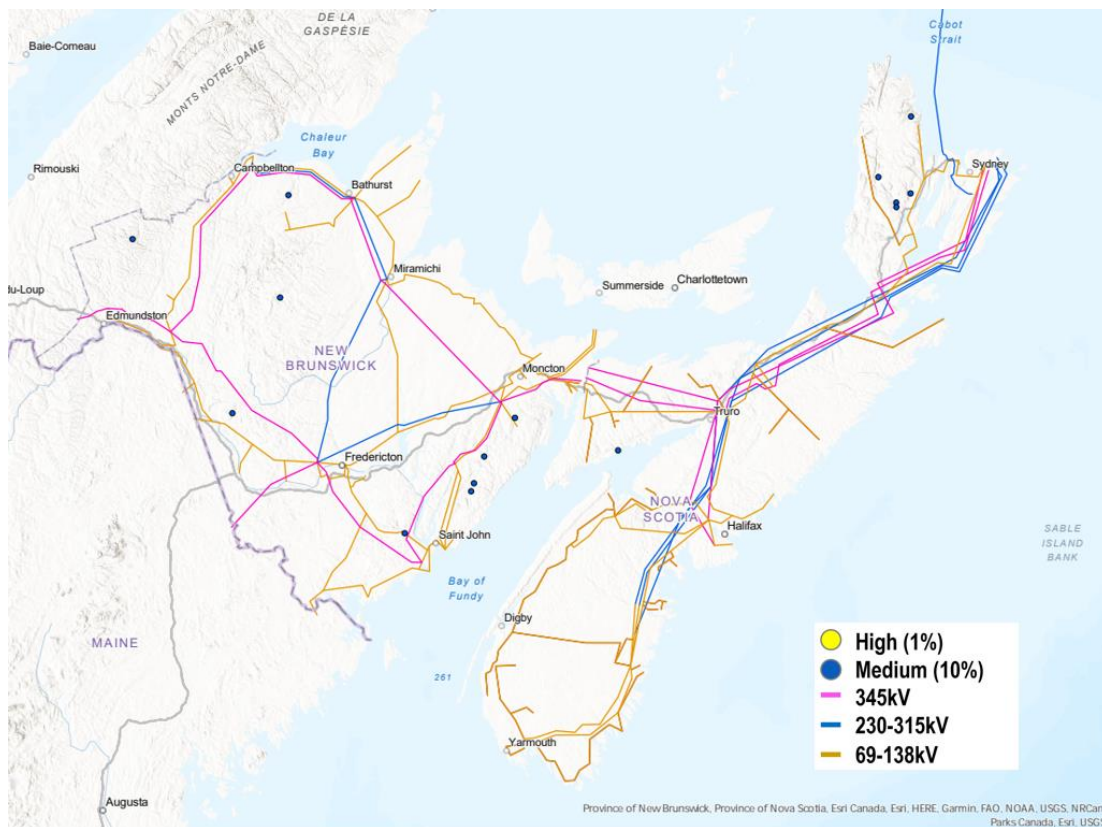 DE LA
GASPÉSIE
Cabot
Strait
Baie-Comeau
MONTS NOTRE-DAME
Chaleur
Bay
Rimouski
Campbellton
Sydney
Bathurst
Miramichi
du-Loup
Summerside
Charlottetown
Edmundston
NEW
BRUNSWICK
Moncton
Truro
Fredericton
NOVA
SCOTIA
Halifax
SABLE
ISLAND
BANK
Saint John
Bay of
Fundy
Digby
MAINE
261
Yarmouth
High (1%)
Medium (10%)
345kV
230-315kV
69-138kV
Augusta
Province of New Brunswick, Province of Nova Scotia, Esri Canada, Esri, HERE, Garmin, FAO, NOAA, USGS, NRCan,
Parks Canada, Esri, USGS